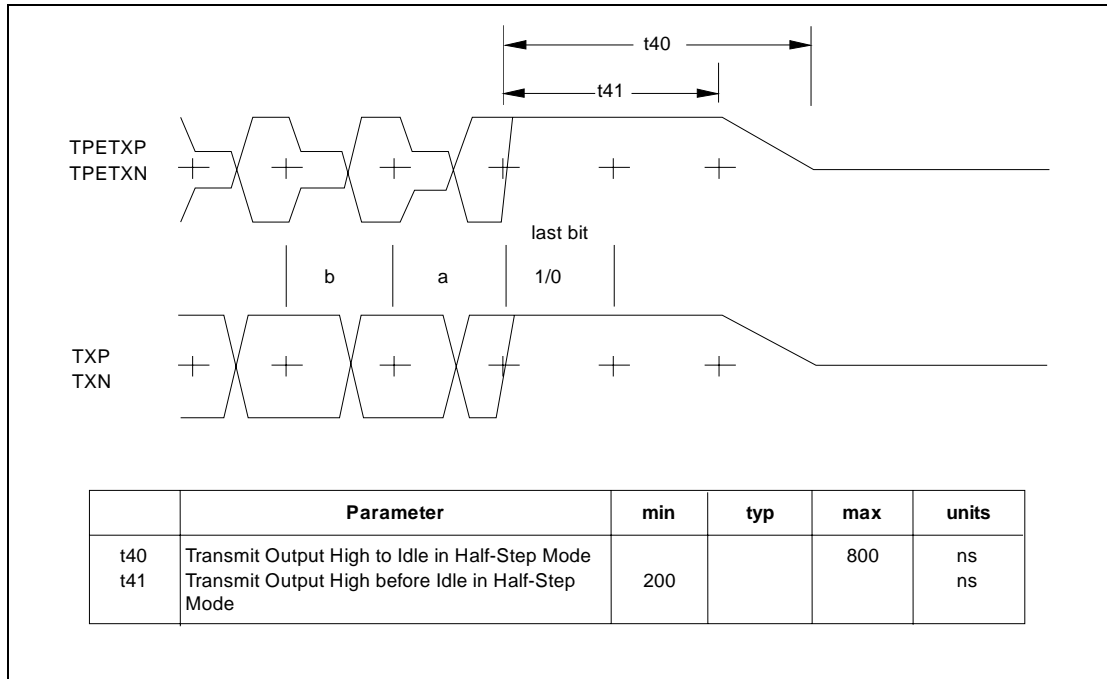 t40
t41
TPETXP
TPETXN
last bit
b a 1/0
TXP
TXN
Parameter min typ max units
t40 Transmit Output High to Idle in Half-Step Mode 800 ns
t41 Transmit Output High before Idle in Half-Step 200 ns
Mode